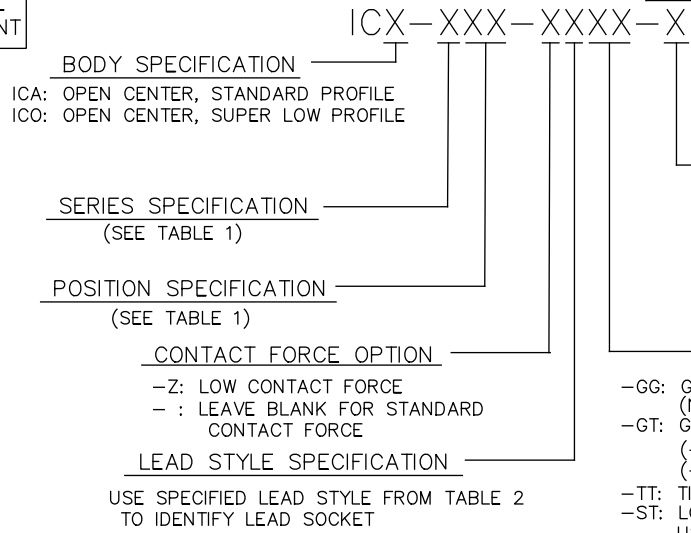 NT
ICX-XXX-XXXX-X
BODY SPECIFICATION
ICA: OPEN CENTER, STANDARD PROFILE
ICO: OPEN CENTER, SUPER LOW PROFILE
SERIES SPECIFICATION
(SEE TABLE 1)
POSITION SPECIFICATION
(SEE TABLE 1)
CONTACT FORCE OPTION
-Z: LOW CONTACT FORCE
- : LEAVE BLANK FOR STANDARD
CONTACT FORCE
LEAD STYLE SPECIFICATION
USE SPECIFIED LEAD STYLE FROM TABLE 2
TO IDENTIFY LEAD SOCKET
-GG: G
-GT: G
-TT: TI
-ST: LO